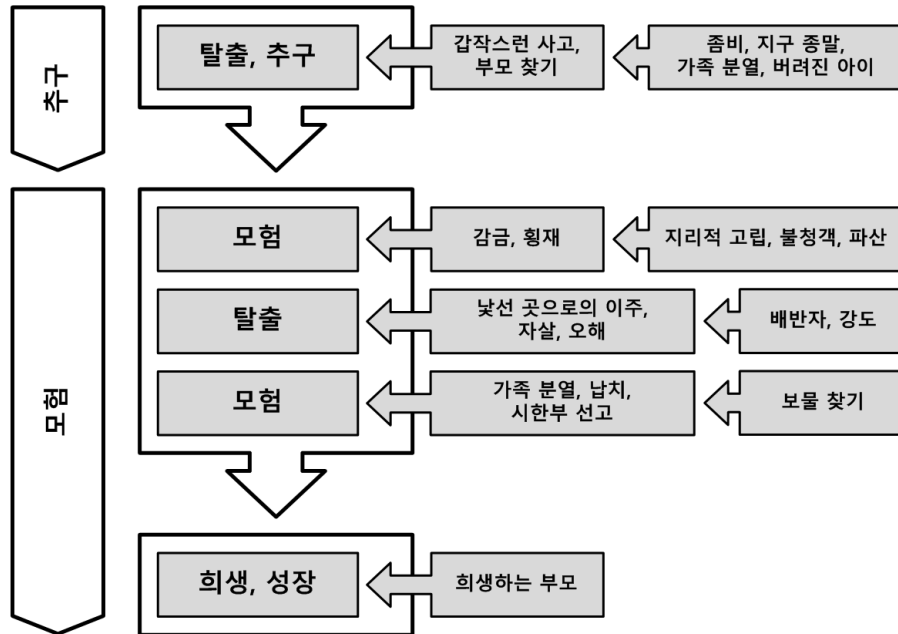 추구
탈출, 추구
갑작스런 사고,
부모 찾기
좀비, 지구 종말,
가족 분열, 버려진 아이
모험
모험
감금, 횡재
지리적 고립, 불청객, 파산
탈출
낯선 곳으로의 이주,
자살, 오해
배반자, 강도
모험
가족 분열, 납치,
시한부 선고
보물 찾기
희생, 성장
희생하는 부모